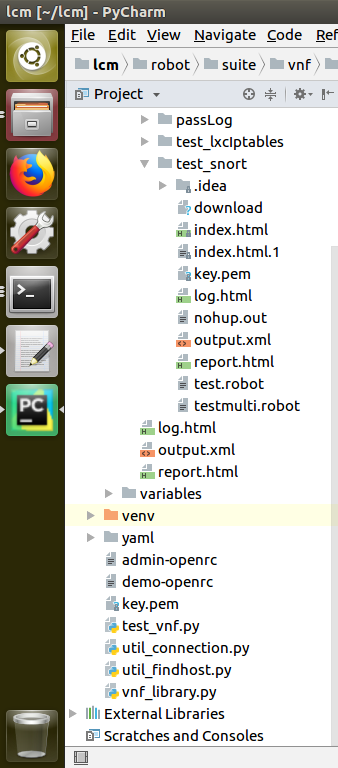 lcm [~/lcm] - PyCharm
File Edit View Navigate Code Ref
lcm robot suite vnf
Project
passLog
test_lxcIptables
test_snort
.idea
download
index.html
index.html.1
key.pem
log.html
nohup.out
output.xml
report.html
test.robot
testmulti.robot
log.html
output.xml
report.html
variables
venv
yaml
admin-openrc
demo-openrc
key.pem
test_vnf.py
util_connection.py
util_findhost.py
vnf_library.py
External Libraries
Scratches and Consoles